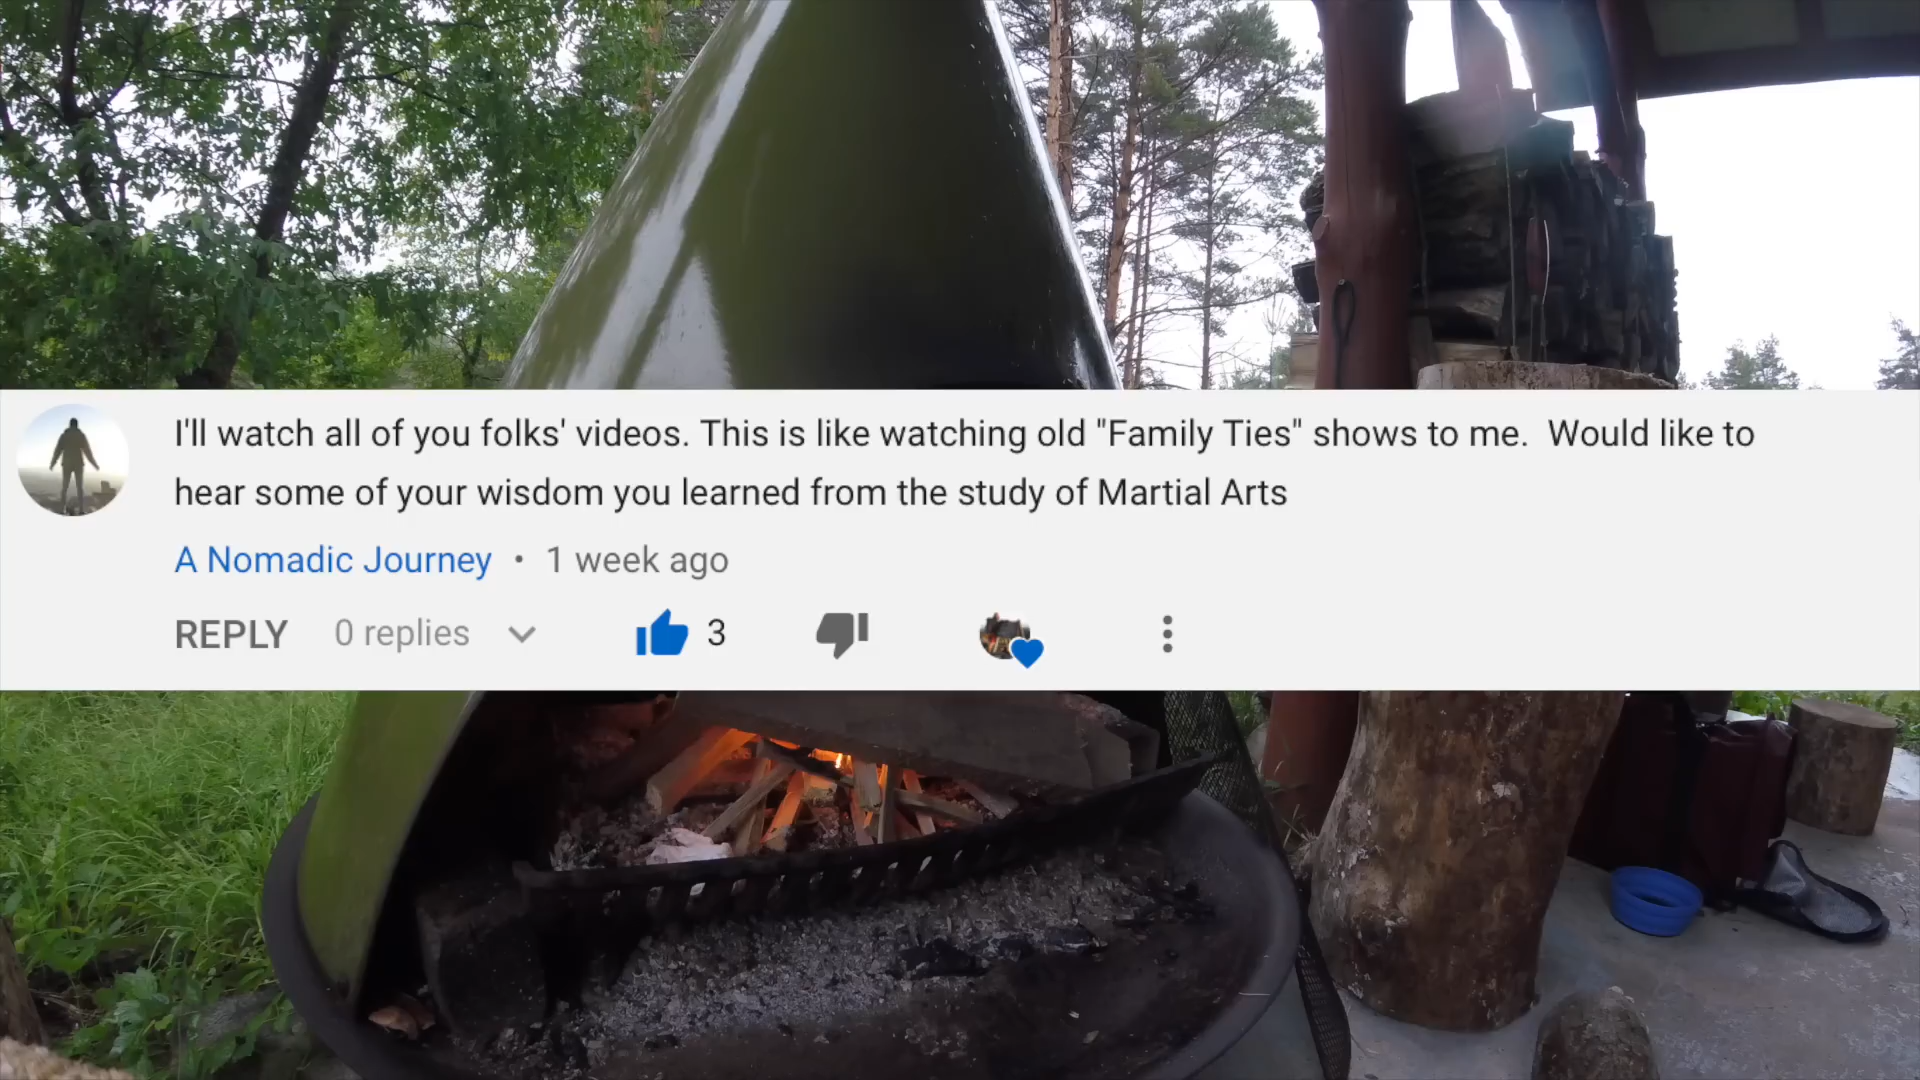 I'll watch all of you folks' videos. This is like watching old "Family Ties" shows to me.  Would like to
hear some of your wisdom you learned from the study of Martial Arts
A Nomadic Journey • 1 week ago
REPLY 0 replies 3